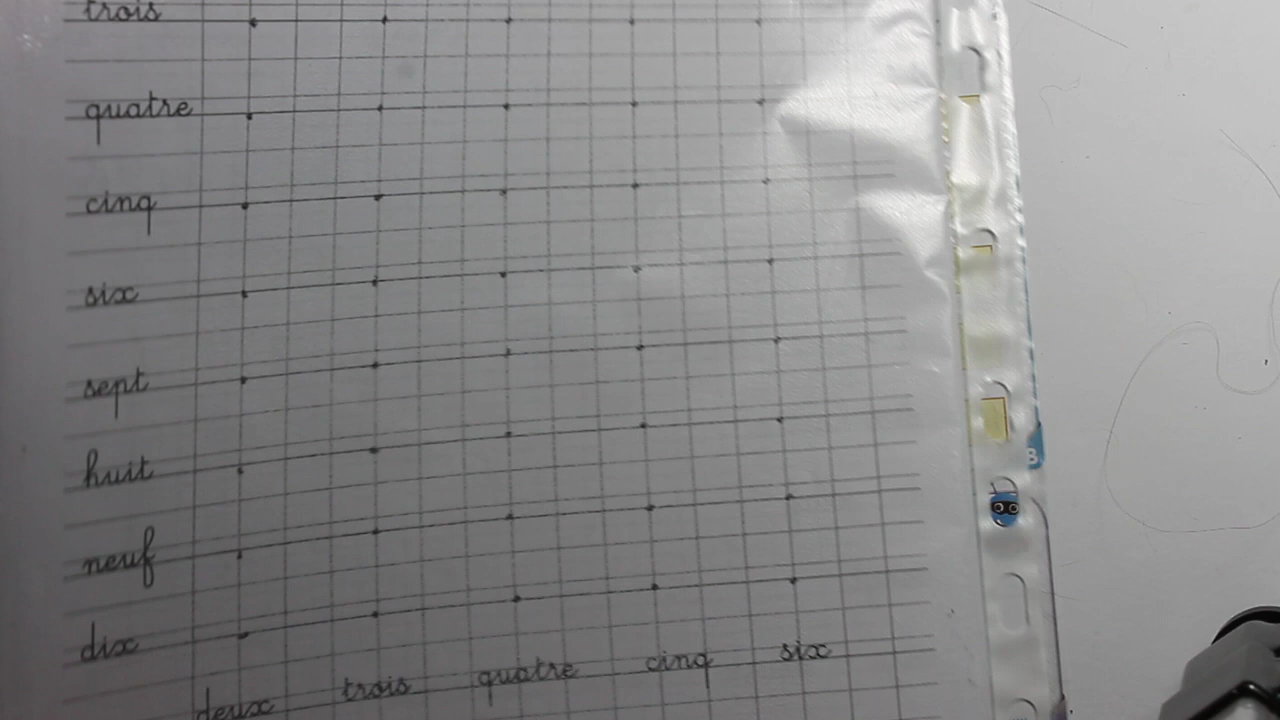 trois
quatre
cinq
six
sept
huit
neuf
dix
deux trois quatre cinq six
B